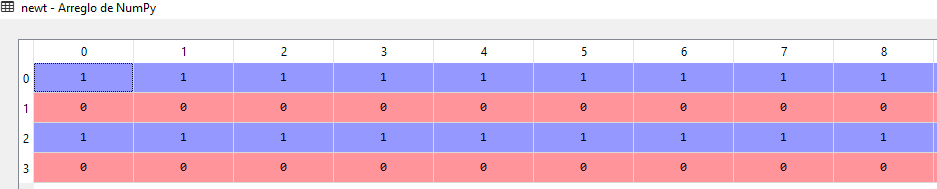 newt - Arreglo de NumPy
0 1 2 3 4 5 6 7 8
0 1 1 1 1 1 1 1 1 1
1 0 0 0 0 0 0 0 0 0
2 1 1 1 1 1 1 1 1 1
3 0 0 0 0 0 0 0 0 0